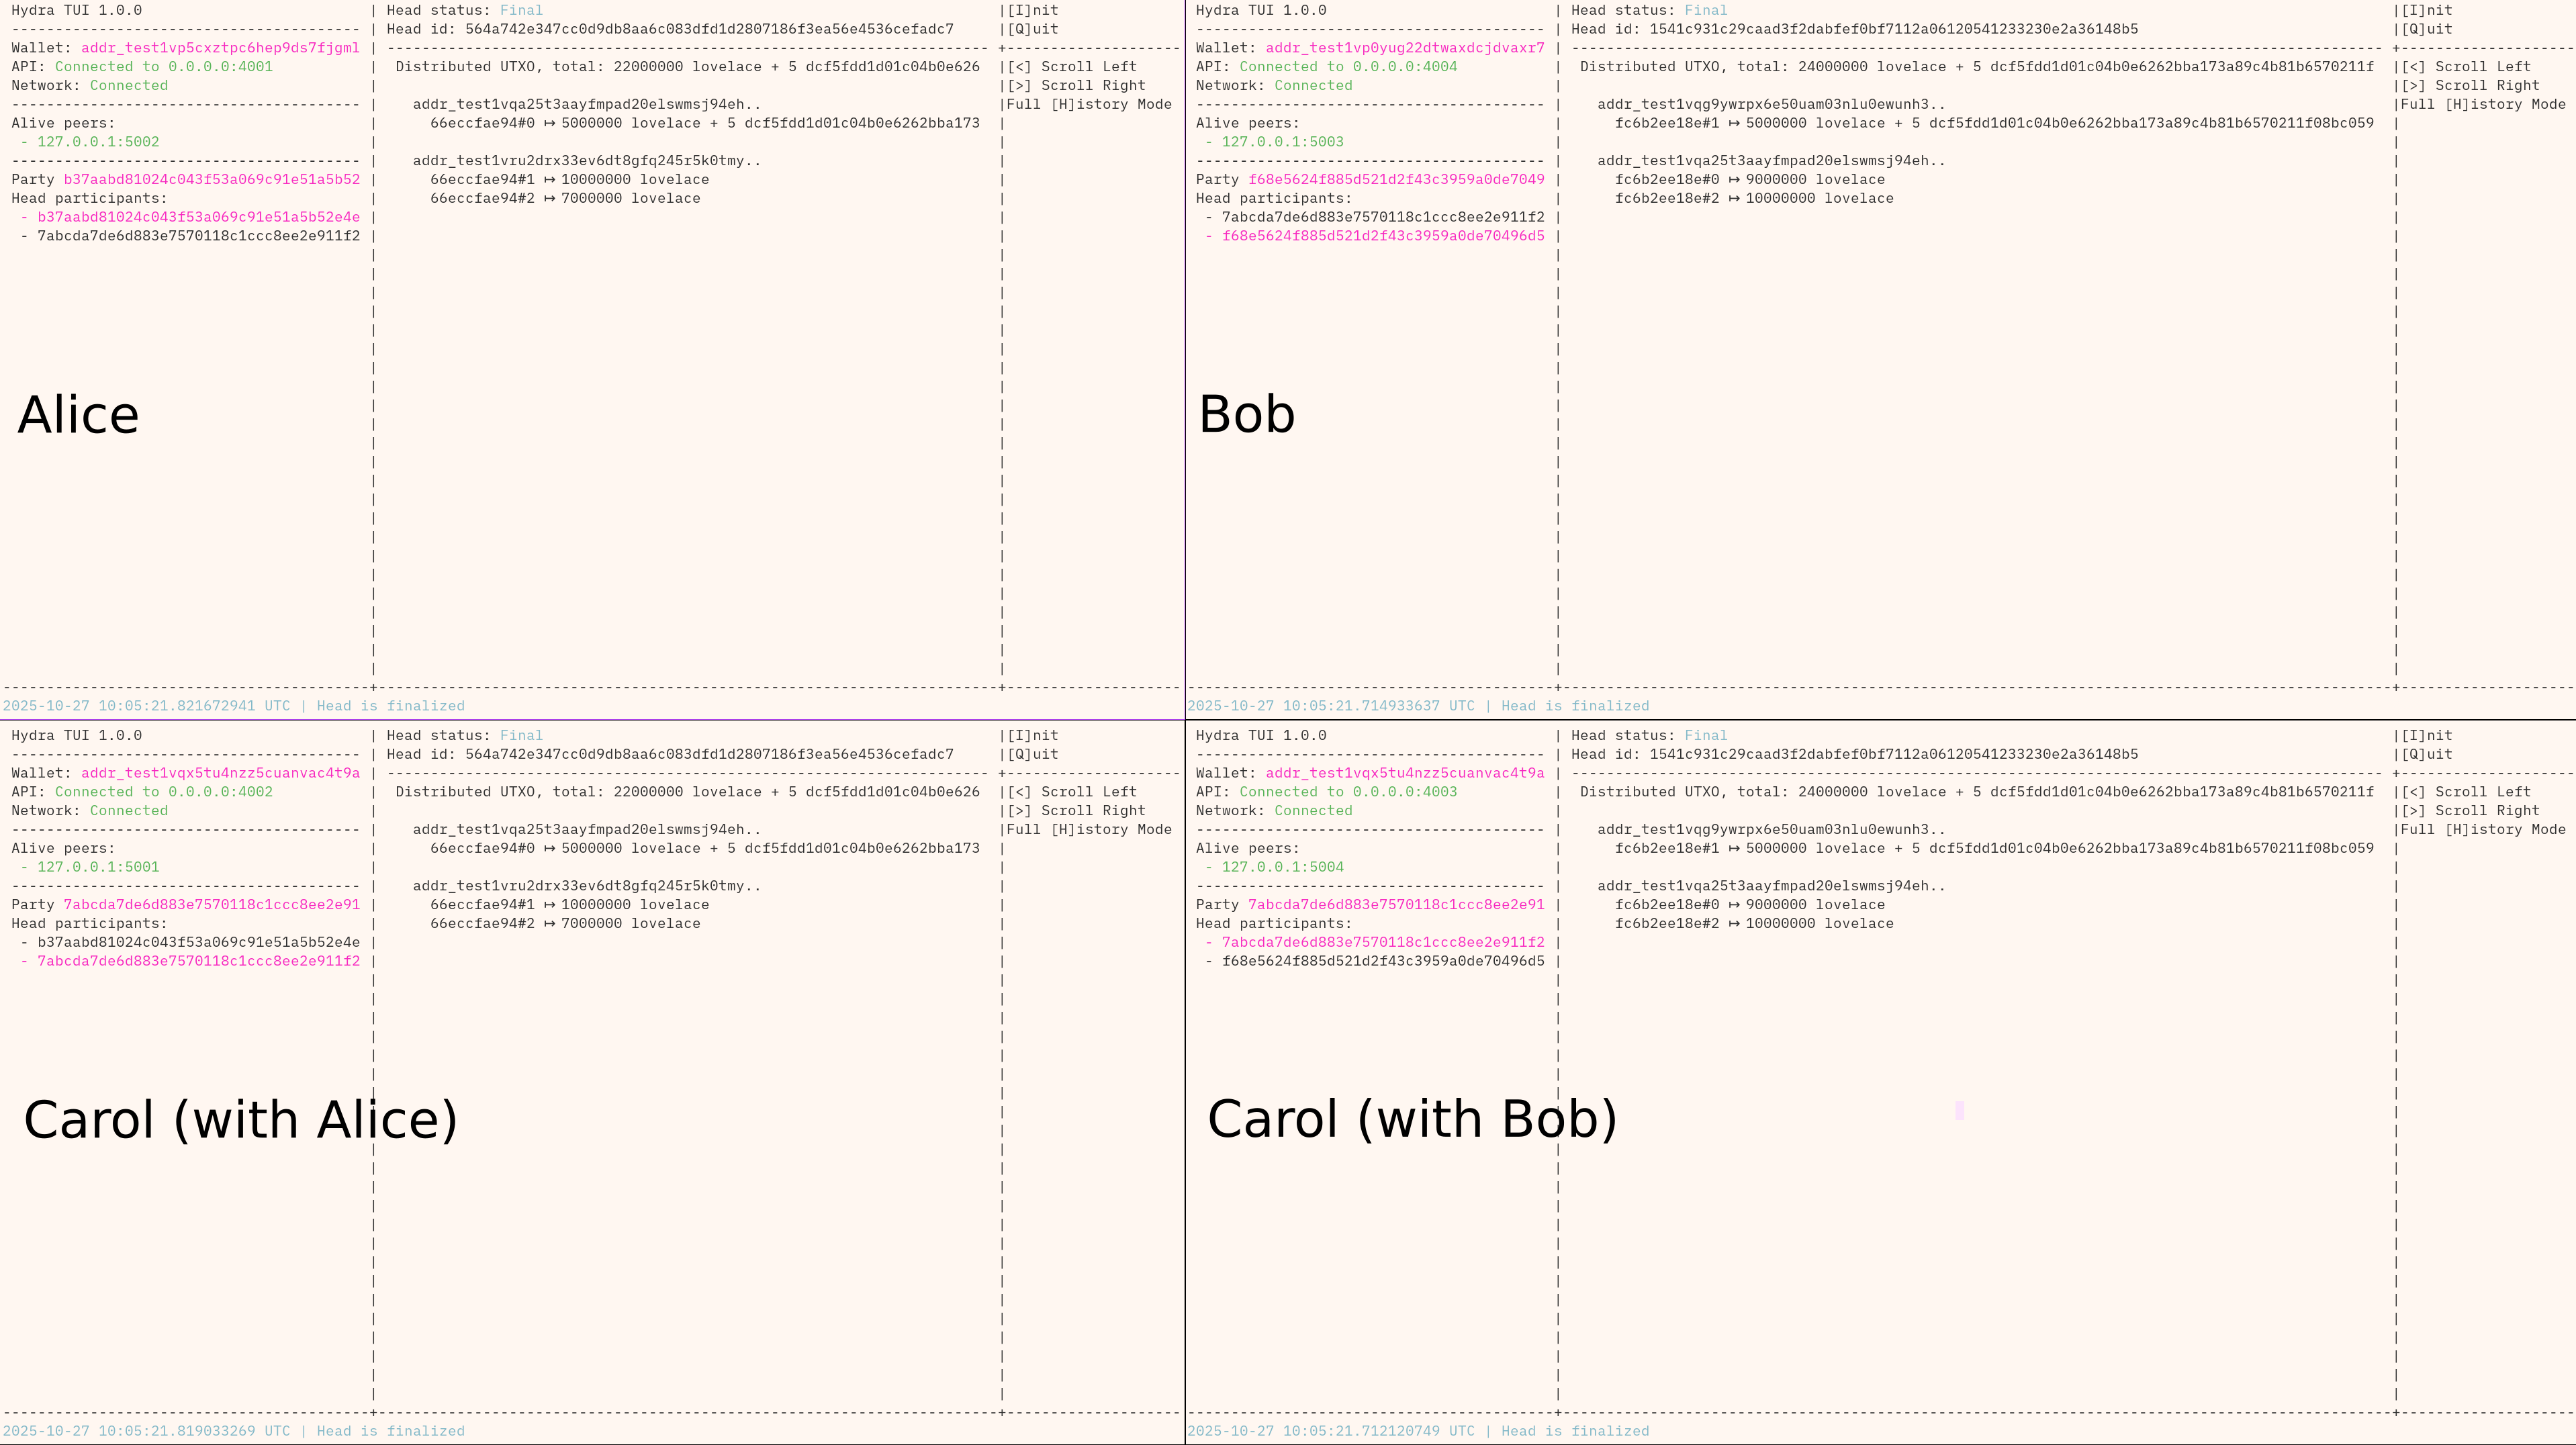 Hydra TUI 1.0.0
Wallet: addr_test1vp5cxztpc6hep9ds7fjgml
API: Connected to 0.0.0.0:4001
Network: Connected
Alive peers:
- 127.0.0.1:5002
Party b37aabd81024c043f53a069c91e51a5b52
Head participants:
- b37aabd81024c043f53a069c91e51a5b52e4e
- 7abcda7de6d883e7570118c1ccc8ee2e911f2
Alice
Head status: Final
Head id: 564a742e347cc0d9db8aa6c083dfd1d2807186f3ea56e4536cefadc7
Distributed UTXO, total: 22000000 lovelace + 5 dcf5fdd1d01c04b0e626
addr_test1vqa25t3aayfmpad20elswmsj94eh..
66eccfae94#0 ↦ 5000000 lovelace + 5 dcf5fdd1d01c04b0e6262bba173
addr_test1vru2drx33ev6dt8gfq245r5k0tmy..
66eccfae94#1 ↦ 10000000 lovelace
66eccfae94#2 ↦ 7000000 lovelace
[I]nit
[Q]uit
[<] Scroll Left
[>] Scroll Right
Full [H]istory Mode
2025-10-27 10:05:21.821672941 UTC | Head is finalized
Hydra TUI 1.0.0
Wallet: addr_test1vp0yug22dtwaxdcjdvaxr7
API: Connected to 0.0.0.0:4004
Network: Connected
Alive peers:
- 127.0.0.1:5003
Party f68e5624f885d521d2f43c3959a0de7049
Head participants:
- 7abcda7de6d883e7570118c1ccc8ee2e911f2
- f68e5624f885d521d2f43c3959a0de70496d5
Bob
Head status: Final
Head id: 1541c931c29caad3f2dabfef0bf7112a06120541233230e2a36148b5
Distributed UTXO, total: 24000000 lovelace + 5 dcf5fdd1d01c04b0e6262bba173a89c4b81b6570211f
addr_test1vqg9ywrpx6e50uam03nlu0ewunh3..
fc6b2ee18e#1 ↦ 5000000 lovelace + 5 dcf5fdd1d01c04b0e6262bba173a89c4b81b6570211f08bc059
addr_test1vqa25t3aayfmpad20elswmsj94eh..
fc6b2ee18e#0 ↦ 9000000 lovelace
fc6b2ee18e#2 ↦ 10000000 lovelace
[I]nit
[Q]uit
[<] Scroll Left
[>] Scroll Right
Full [H]istory Mode
2025-10-27 10:05:21.714933637 UTC | Head is finalized
Hydra TUI 1.0.0
Wallet: addr_test1vqx5tu4nzz5cuanvac4t9a
API: Connected to 0.0.0.0:4002
Network: Connected
Alive peers:
- 127.0.0.1:5001
Party 7abcda7de6d883e7570118c1ccc8ee2e91
Head participants:
- b37aabd81024c043f53a069c91e51a5b52e4e
- 7abcda7de6d883e7570118c1ccc8ee2e911f2
Carol (with Alice)
Head status: Final
Head id: 564a742e347cc0d9db8aa6c083dfd1d2807186f3ea56e4536cefadc7
Distributed UTXO, total: 22000000 lovelace + 5 dcf5fdd1d01c04b0e626
addr_test1vqa25t3aayfmpad20elswmsj94eh..
66eccfae94#0 ↦ 5000000 lovelace + 5 dcf5fdd1d01c04b0e6262bba173
addr_test1vru2drx33ev6dt8gfq245r5k0tmy..
66eccfae94#1 ↦ 10000000 lovelace
66eccfae94#2 ↦ 7000000 lovelace
[I]nit
[Q]uit
[<] Scroll Left
[>] Scroll Right
Full [H]istory Mode
2025-10-27 10:05:21.819033269 UTC | Head is finalized
Hydra TUI 1.0.0
Wallet: addr_test1vqx5tu4nzz5cuanvac4t9a
API: Connected to 0.0.0.0:4003
Network: Connected
Alive peers:
- 127.0.0.1:5004
Party 7abcda7de6d883e7570118c1ccc8ee2e91
Head participants:
- 7abcda7de6d883e7570118c1ccc8ee2e911f2
- f68e5624f885d521d2f43c3959a0de70496d5
Carol (with Bob)
Head status: Final
Head id: 1541c931c29caad3f2dabfef0bf7112a06120541233230e2a36148b5
Distributed UTXO, total: 24000000 lovelace + 5 dcf5fdd1d01c04b0e6262bba173a89c4b81b6570211f
addr_test1vqg9ywrpx6e50uam03nlu0ewunh3..
fc6b2ee18e#1 ↦ 5000000 lovelace + 5 dcf5fdd1d01c04b0e6262bba173a89c4b81b6570211f08bc059
addr_test1vqa25t3aayfmpad20elswmsj94eh..
fc6b2ee18e#0 ↦ 9000000 lovelace
fc6b2ee18e#2 ↦ 10000000 lovelace
[I]nit
[Q]uit
[<] Scroll Left
[>] Scroll Right
Full [H]istory Mode
2025-10-27 10:05:21.712120749 UTC | Head is finalized